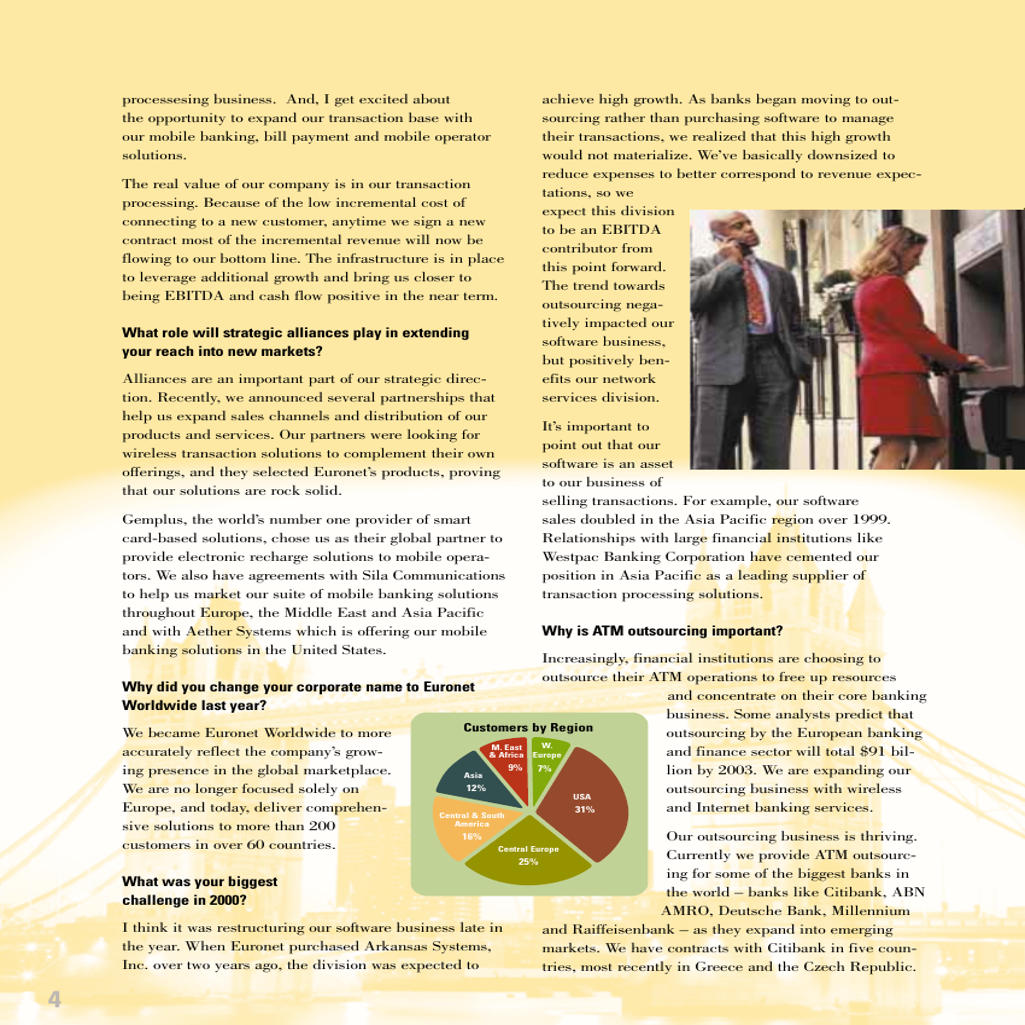 processesing business.  And, I get excited about
the opportunity to expand our transaction base with
our mobile banking, bill payment and mobile operator
solutions.
The real value of our company is in our transaction
processing. Because of the low incremental cost of
connecting to a new customer, anytime we sign a new
contract most of the incremental revenue will now be
flowing to our bottom line. The infrastructure is in place
to leverage additional growth and bring us closer to
being EBITDA and cash flow positive in the near term.
What role will strategic alliances play in extending
your reach into new markets?
Alliances are an important part of our strategic direc-
tion. Recently, we announced several partnerships that
help us expand sales channels and distribution of our
products and services. Our partners were looking for
wireless transaction solutions to complement their own
offerings, and they selected Euronet's products, proving
that our solutions are rock solid.
Gemplus, the world's number one provider of smart
card-based solutions, chose us as their global partner to
provide electronic recharge solutions to mobile opera-
tors. We also have agreements with Sila Communications
to help us market our suite of mobile banking solutions
throughout Europe, the Middle East and Asia Pacific
and with Aether Systems which is offering our mobile
banking solutions in the United States.
Why did you change your corporate name to Euronet
Worldwide last year?
We became Euronet Worldwide to more
accurately reflect the company's grow-
ing presence in the global marketplace.
We are no longer focused solely on
Europe, and today, deliver comprehen-
sive solutions to more than 200
customers in over 60 countries.
What was your biggest
challenge in 2000?
I think it was restructuring our software business late in
the year. When Euronet purchased Arkansas Systems,
Inc. over two years ago, the division was expected to
achieve high growth. As banks began moving to out-
sourcing rather than purchasing software to manage
their transactions, we realized that this high growth
would not materialize. We've basically downsized to
reduce expenses to better correspond to revenue expec-
tations, so we
expect this division
to be an EBITDA
contributor from
this point forward.
The trend towards
outsourcing nega-
tively impacted our
software business,
but positively ben-
efits our network
services division.
It's important to
point out that our
software is an asset
to our business of
selling transactions. For example, our software
sales doubled in the Asia Pacific region over 1999.
Relationships with large financial institutions like
Westpac Banking Corporation have cemented our
position in Asia Pacific as a leading supplier of
transaction processing solutions.
Why is ATM outsourcing important?
Increasingly, financial institutions are choosing to
outsource their ATM operations to free up resources
and concentrate on their core banking
business. Some analysts predict that
outsourcing by the European banking
and finance sector will total $91 bil-
lion by 2003. We are expanding our
outsourcing business with wireless
and Internet banking services.
Our outsourcing business is thriving.
Currently we provide ATM outsourc-
ing for some of the biggest banks in
the world – banks like Citibank, ABN
AMRO, Deutsche Bank, Millennium
and Raiffeisenbank – as they expand into emerging
markets. We have contracts with Citibank in five coun-
tries, most recently in Greece and the Czech Republic.
Customers by Region
M. East
& Africa
9%
W.
Europe
7%
Asia
12%
USA
31%
Central & South
America
16%
Central Europe
25%
4